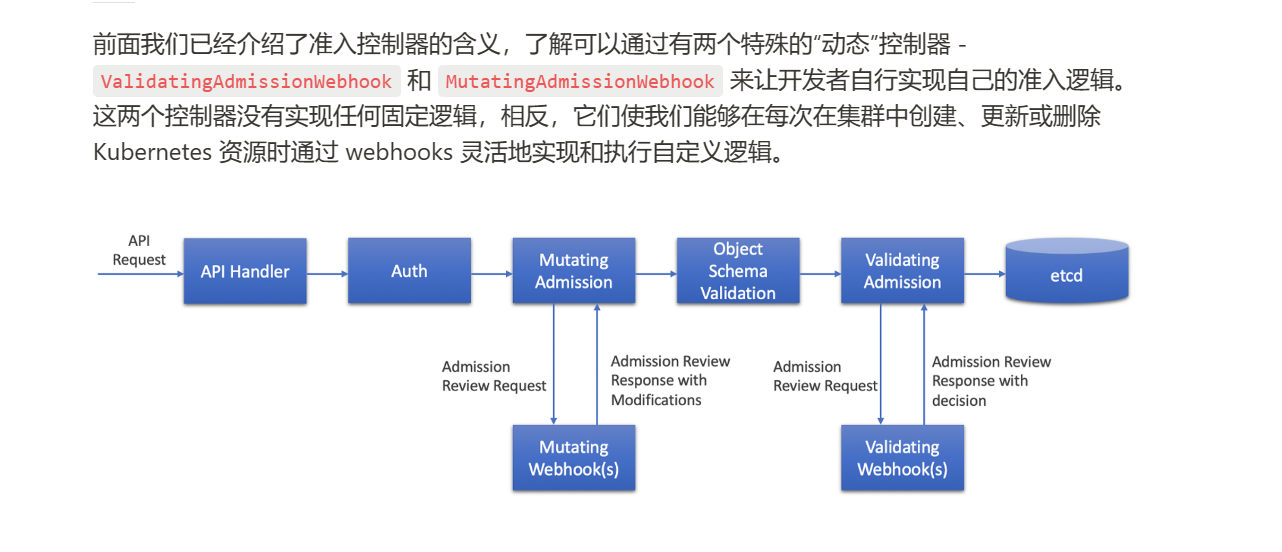 前面我们已经介绍了准入控制器的含义，了解可以通过有两个特殊的“动态”控制器 -
ValidatingAdmissionWebhook 和 MutatingAdmissionWebhook 来让开发者自行实现自己的准入逻辑。
这两个控制器没有实现任何固定逻辑，相反，它们使我们能够在每次在集群中创建、更新或删除
Kubernetes 资源时通过 webhooks 灵活地实现和执行自定义逻辑。
API
Request
API Handler
Auth
Mutating
Admission
Object
Schema
Validation
Validating
Admission
etcd
Admission
Review Request
Admission Review
Response with
Modifications
Admission
Review Request
Admission Review
Response with
decision
Mutating
Webhook(s)
Validating
Webhook(s)